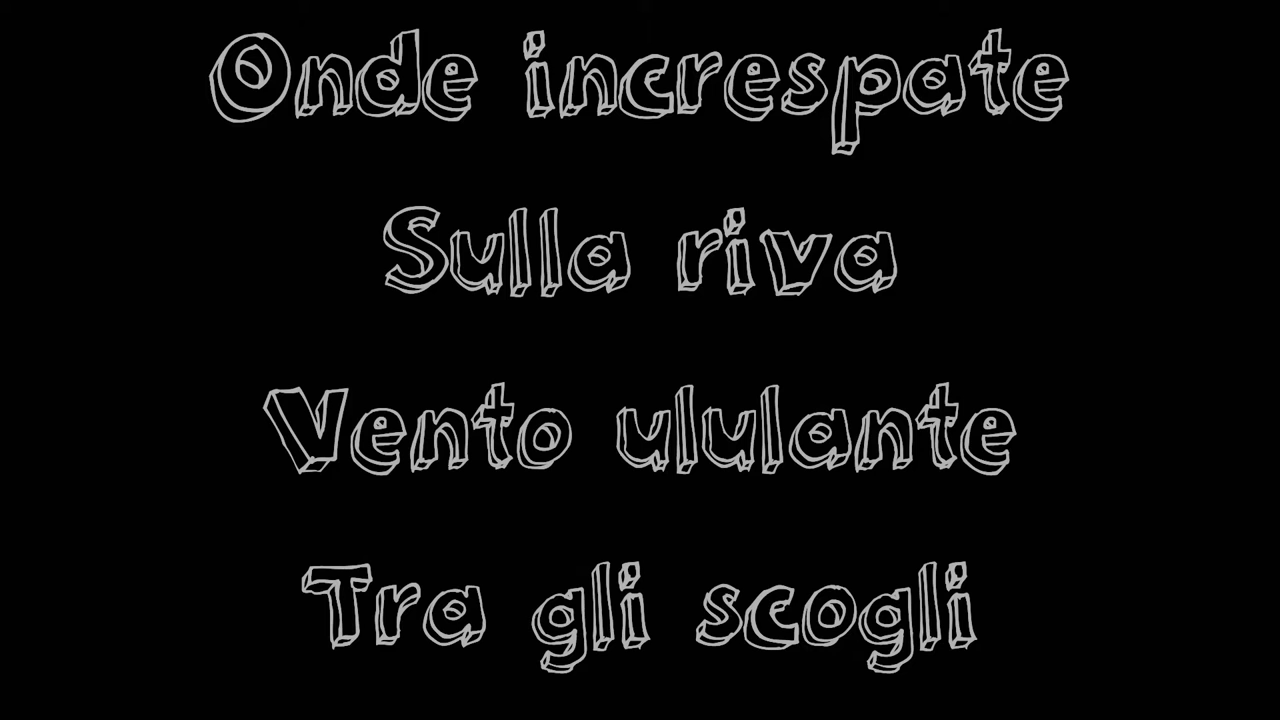 Onde increspate
Sulla riva
Vento ululante
Tra gli scogli